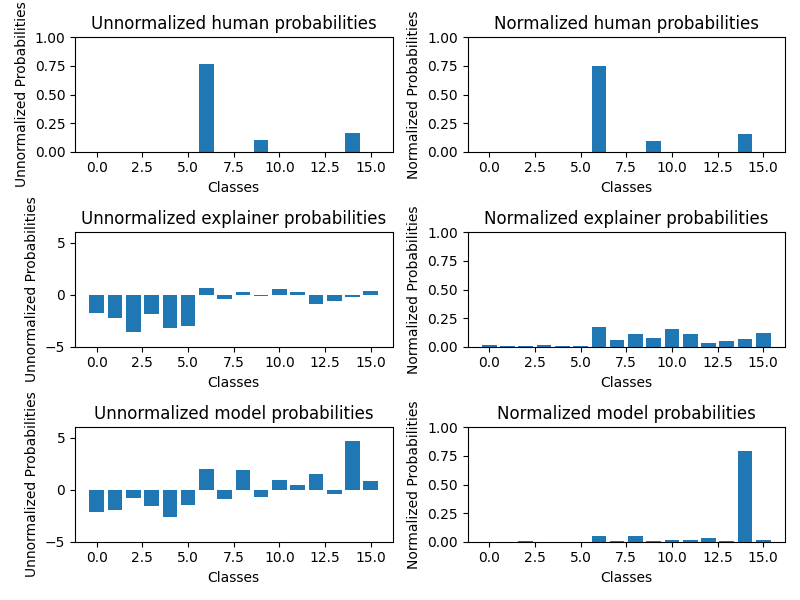 Unnormalized human probabilities
Unnormalized Probabilities
1.00
0.75
0.50
0.25
0.00
0.0 2.5 5.0 7.5 10.0 12.5 15.0
Classes
Normalized human probabilities
Normalized Probabilities
1.00
0.75
0.50
0.25
0.00
0.0 2.5 5.0 7.5 10.0 12.5 15.0
Classes
Unnormalized explainer probabilities
Unnormalized Probabilities
5
0
−5
0.0 2.5 5.0 7.5 10.0 12.5 15.0
Classes
Normalized explainer probabilities
Normalized Probabilities
1.00
0.75
0.50
0.25
0.00
0.0 2.5 5.0 7.5 10.0 12.5 15.0
Classes
Unnormalized model probabilities
Unnormalized Probabilities
5
0
−5
0.0 2.5 5.0 7.5 10.0 12.5 15.0
Classes
Normalized model probabilities
Normalized Probabilities
1.00
0.75
0.50
0.25
0.00
0.0 2.5 5.0 7.5 10.0 12.5 15.0
Classes